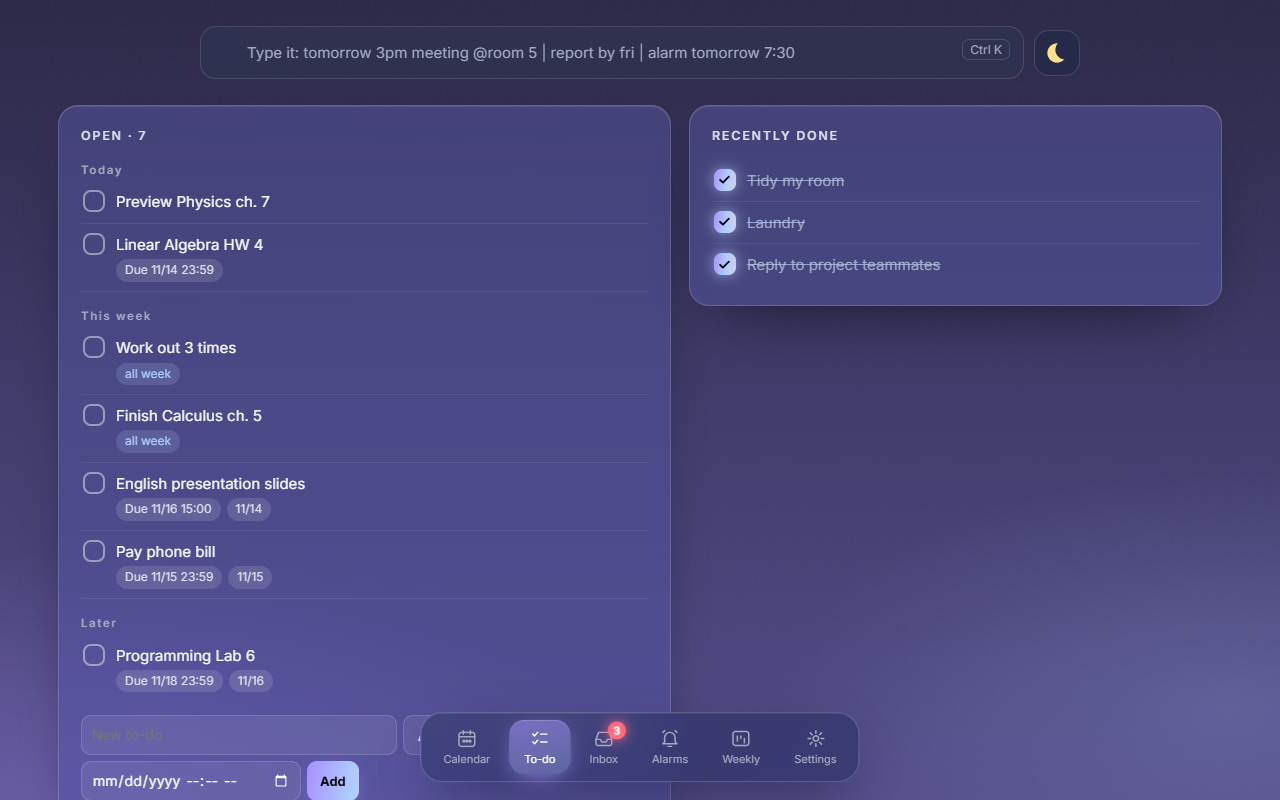 Type it: tomorrow 3pm meeting @room 5 | report by fri | alarm tomorrow 7:30
Ctrl K
OPEN · 7
Today
Preview Physics ch. 7
Linear Algebra HW 4
Due 11/14 23:59
This week
Work out 3 times
all week
Finish Calculus ch. 5
all week
English presentation slides
Due 11/16 15:00 11/14
Pay phone bill
Due 11/15 23:59 11/15
Later
Programming Lab 6
Due 11/18 23:59 11/16
New to-do
mm/dd/yyyy --:-- --
Add
RECENTLY DONE
Tidy my room
Laundry
Reply to project teammates
Calendar
To-do
3
Inbox
Alarms
Weekly
Settings